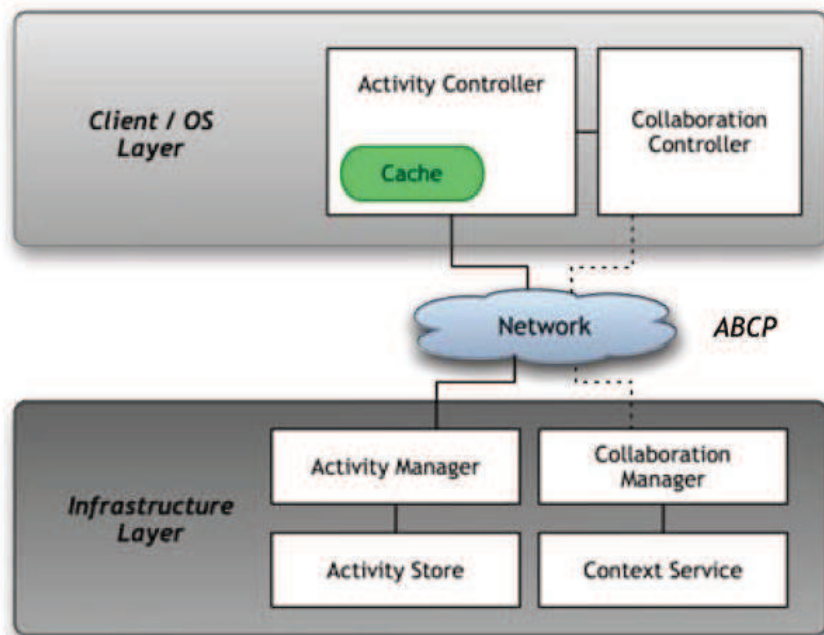 Activity Controller
Client / OS
Layer
Collaboration
Controller
Cache
Network
ABCP
Activity Manager
Collaboration
Manager
Infrastructure
Layer
Activity Store
Context Service